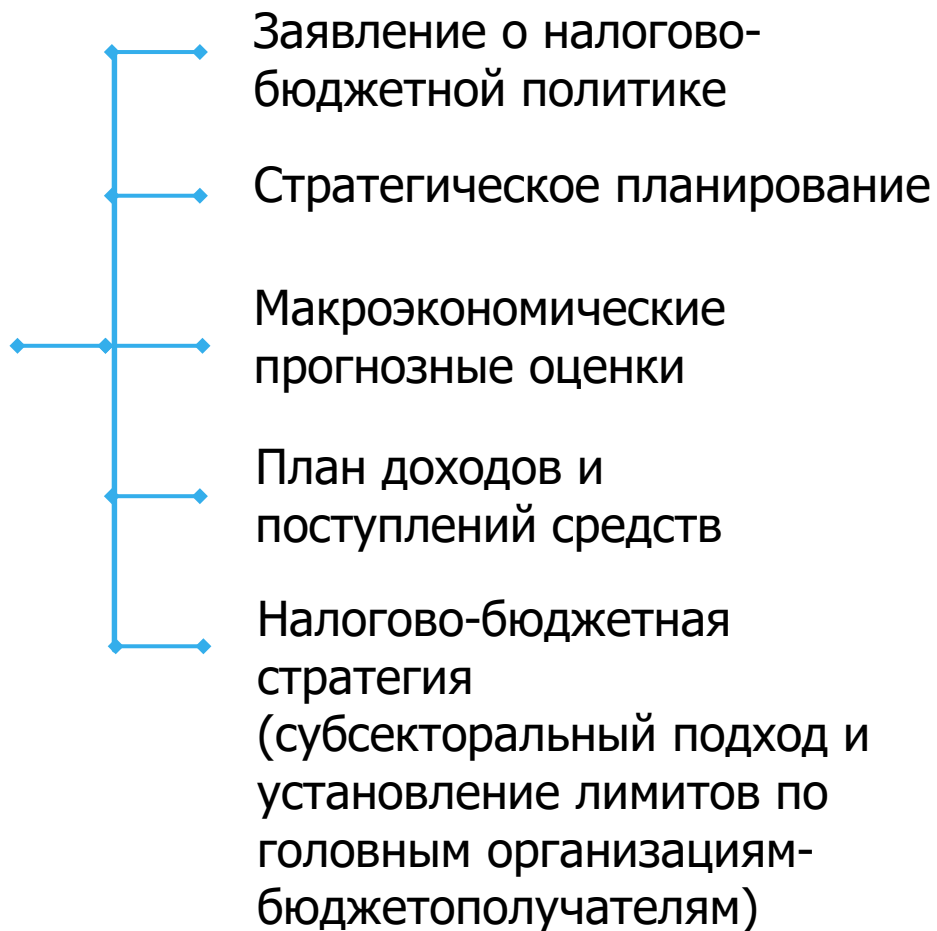 Заявление о налогово-
бюджетной политике
Стратегическое планирование
Макроэкономические
прогнозные оценки
План доходов и
поступлений средств
Налогово-бюджетная
стратегия
(субсекторальный подход и
установление лимитов по
головным организациям-
бюджетополучателям)